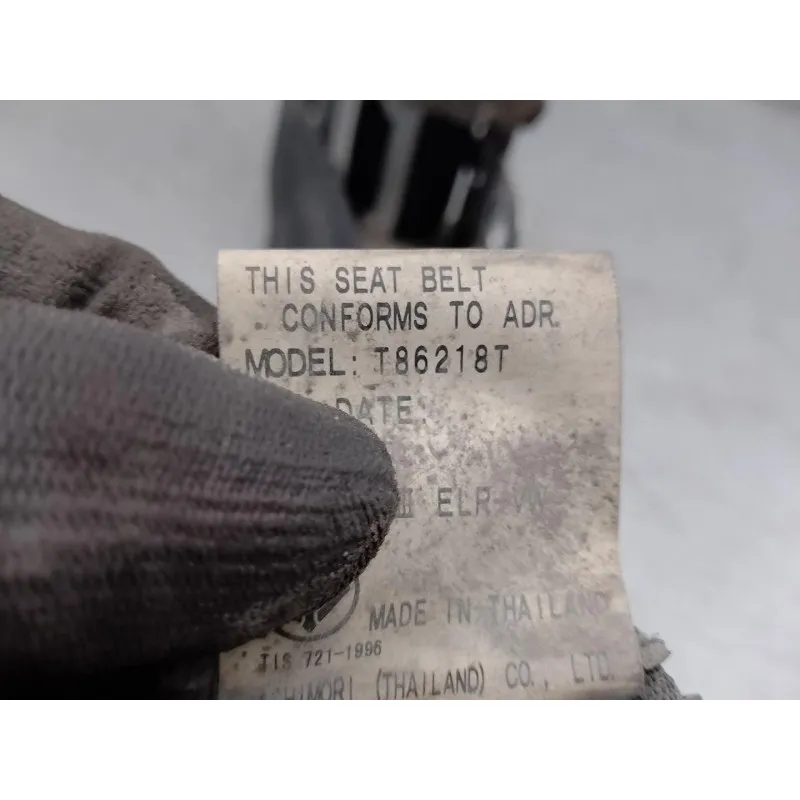 THIS SEAT BELT
CONFORMS TO ADR.
MODEL: T86218T
DATE.
ELR
MADE IN THAILAND
TIS 721-1996
(THAILAND) CO., LTD.